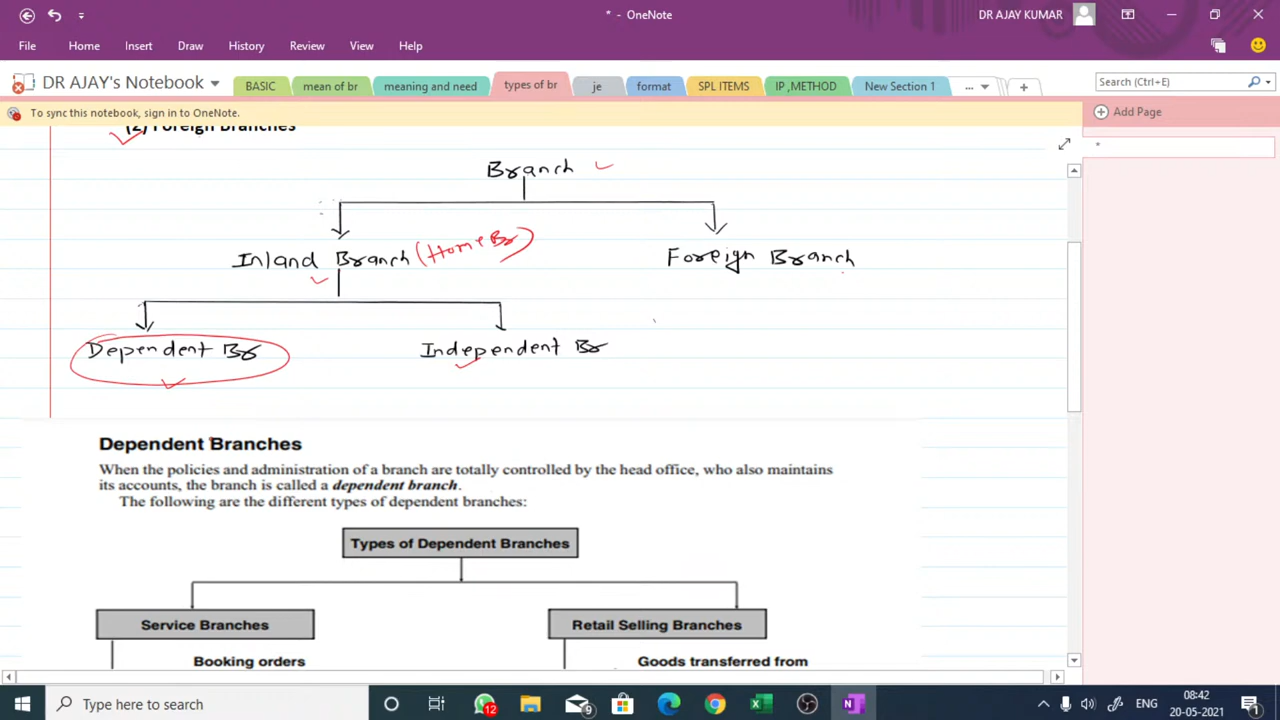 * - OneNote
DR AJAY KUMAR
File Home Insert Draw History Review View Help
DR AJAY's Notebook
BASIC mean of br meaning and need types of br je format SPL ITEMS IP ,METHOD New Section 1 ...
Search (Ctrl+E)
To sync this notebook, sign in to OneNote.
Add Page
*
(2) Foreign Branches
Branch
Inland Branch (Home Br)
Foreign Branch
Dependent Br
Independent Br
Dependent Branches
When the policies and administration of a branch are totally controlled by the head office, who also maintains
its accounts, the branch is called a dependent branch.
The following are the different types of dependent branches:
Types of Dependent Branches
Service Branches
Retail Selling Branches
Booking orders
Goods transferred from
Type here to search
12
9
ENG
08:42
20-05-2021
1